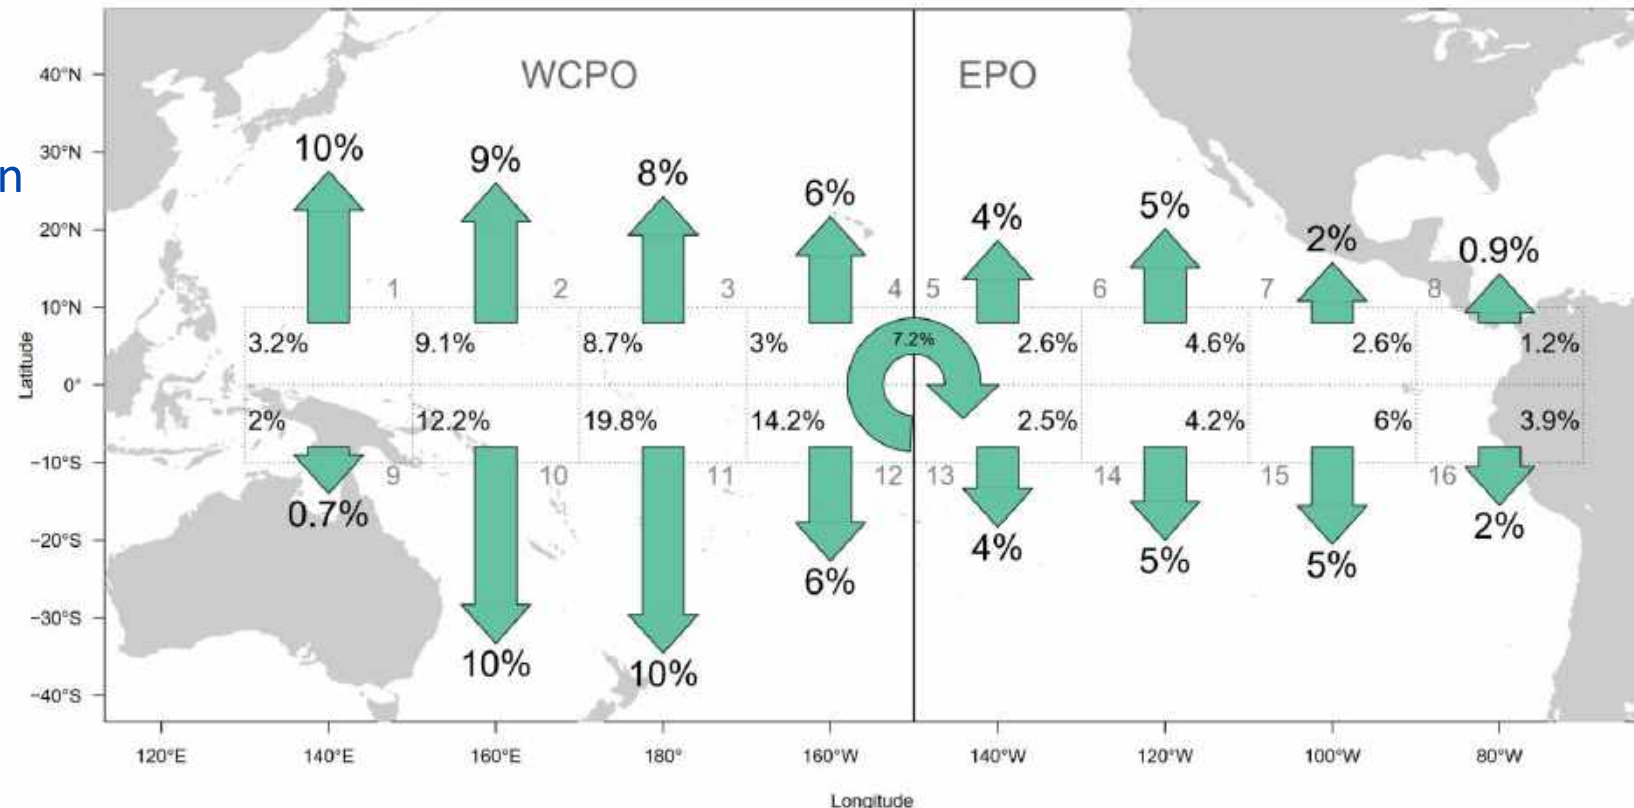 WCPO EPO
n
40°N
30°N
20°N
10°N
0°
−10°S
−20°S
−30°S
−40°S
Latitude
10% 9% 8% 6% 4% 5% 2% 0.9%
1 2 3 4 5 6 7 8
3.2% 9.1% 8.7% 3% 7.2% 2.6% 4.6% 2.6% 1.2%
2% 12.2% 19.8% 14.2% 2.5% 4.2% 6% 3.9%
9 10 11 12 13 14 15 16
0.7% 10% 10% 6% 4% 5% 5% 2%
120°E 140°E 160°E 180° 160°W 140°W 120°W 100°W 80°W
Longitude